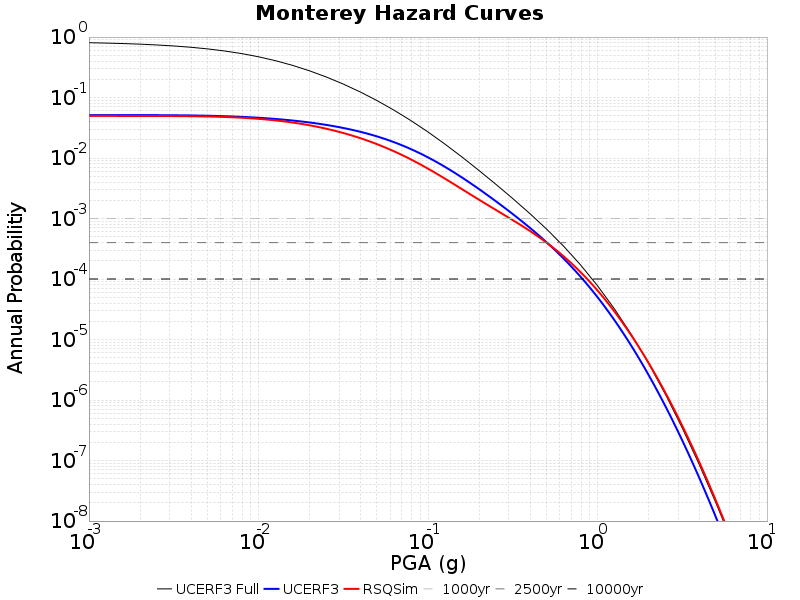 Monterey Hazard Curves
Annual Probabilitiy
10^0
10^-1
10^-2
10^-3
10^-4
10^-5
10^-6
10^-7
10^-8
10^-3 10^-2 10^-1 10^0 10^1
PGA (g)
UCERF3 Full UCERF3 RSQSim 1000yr 2500yr 10000yr